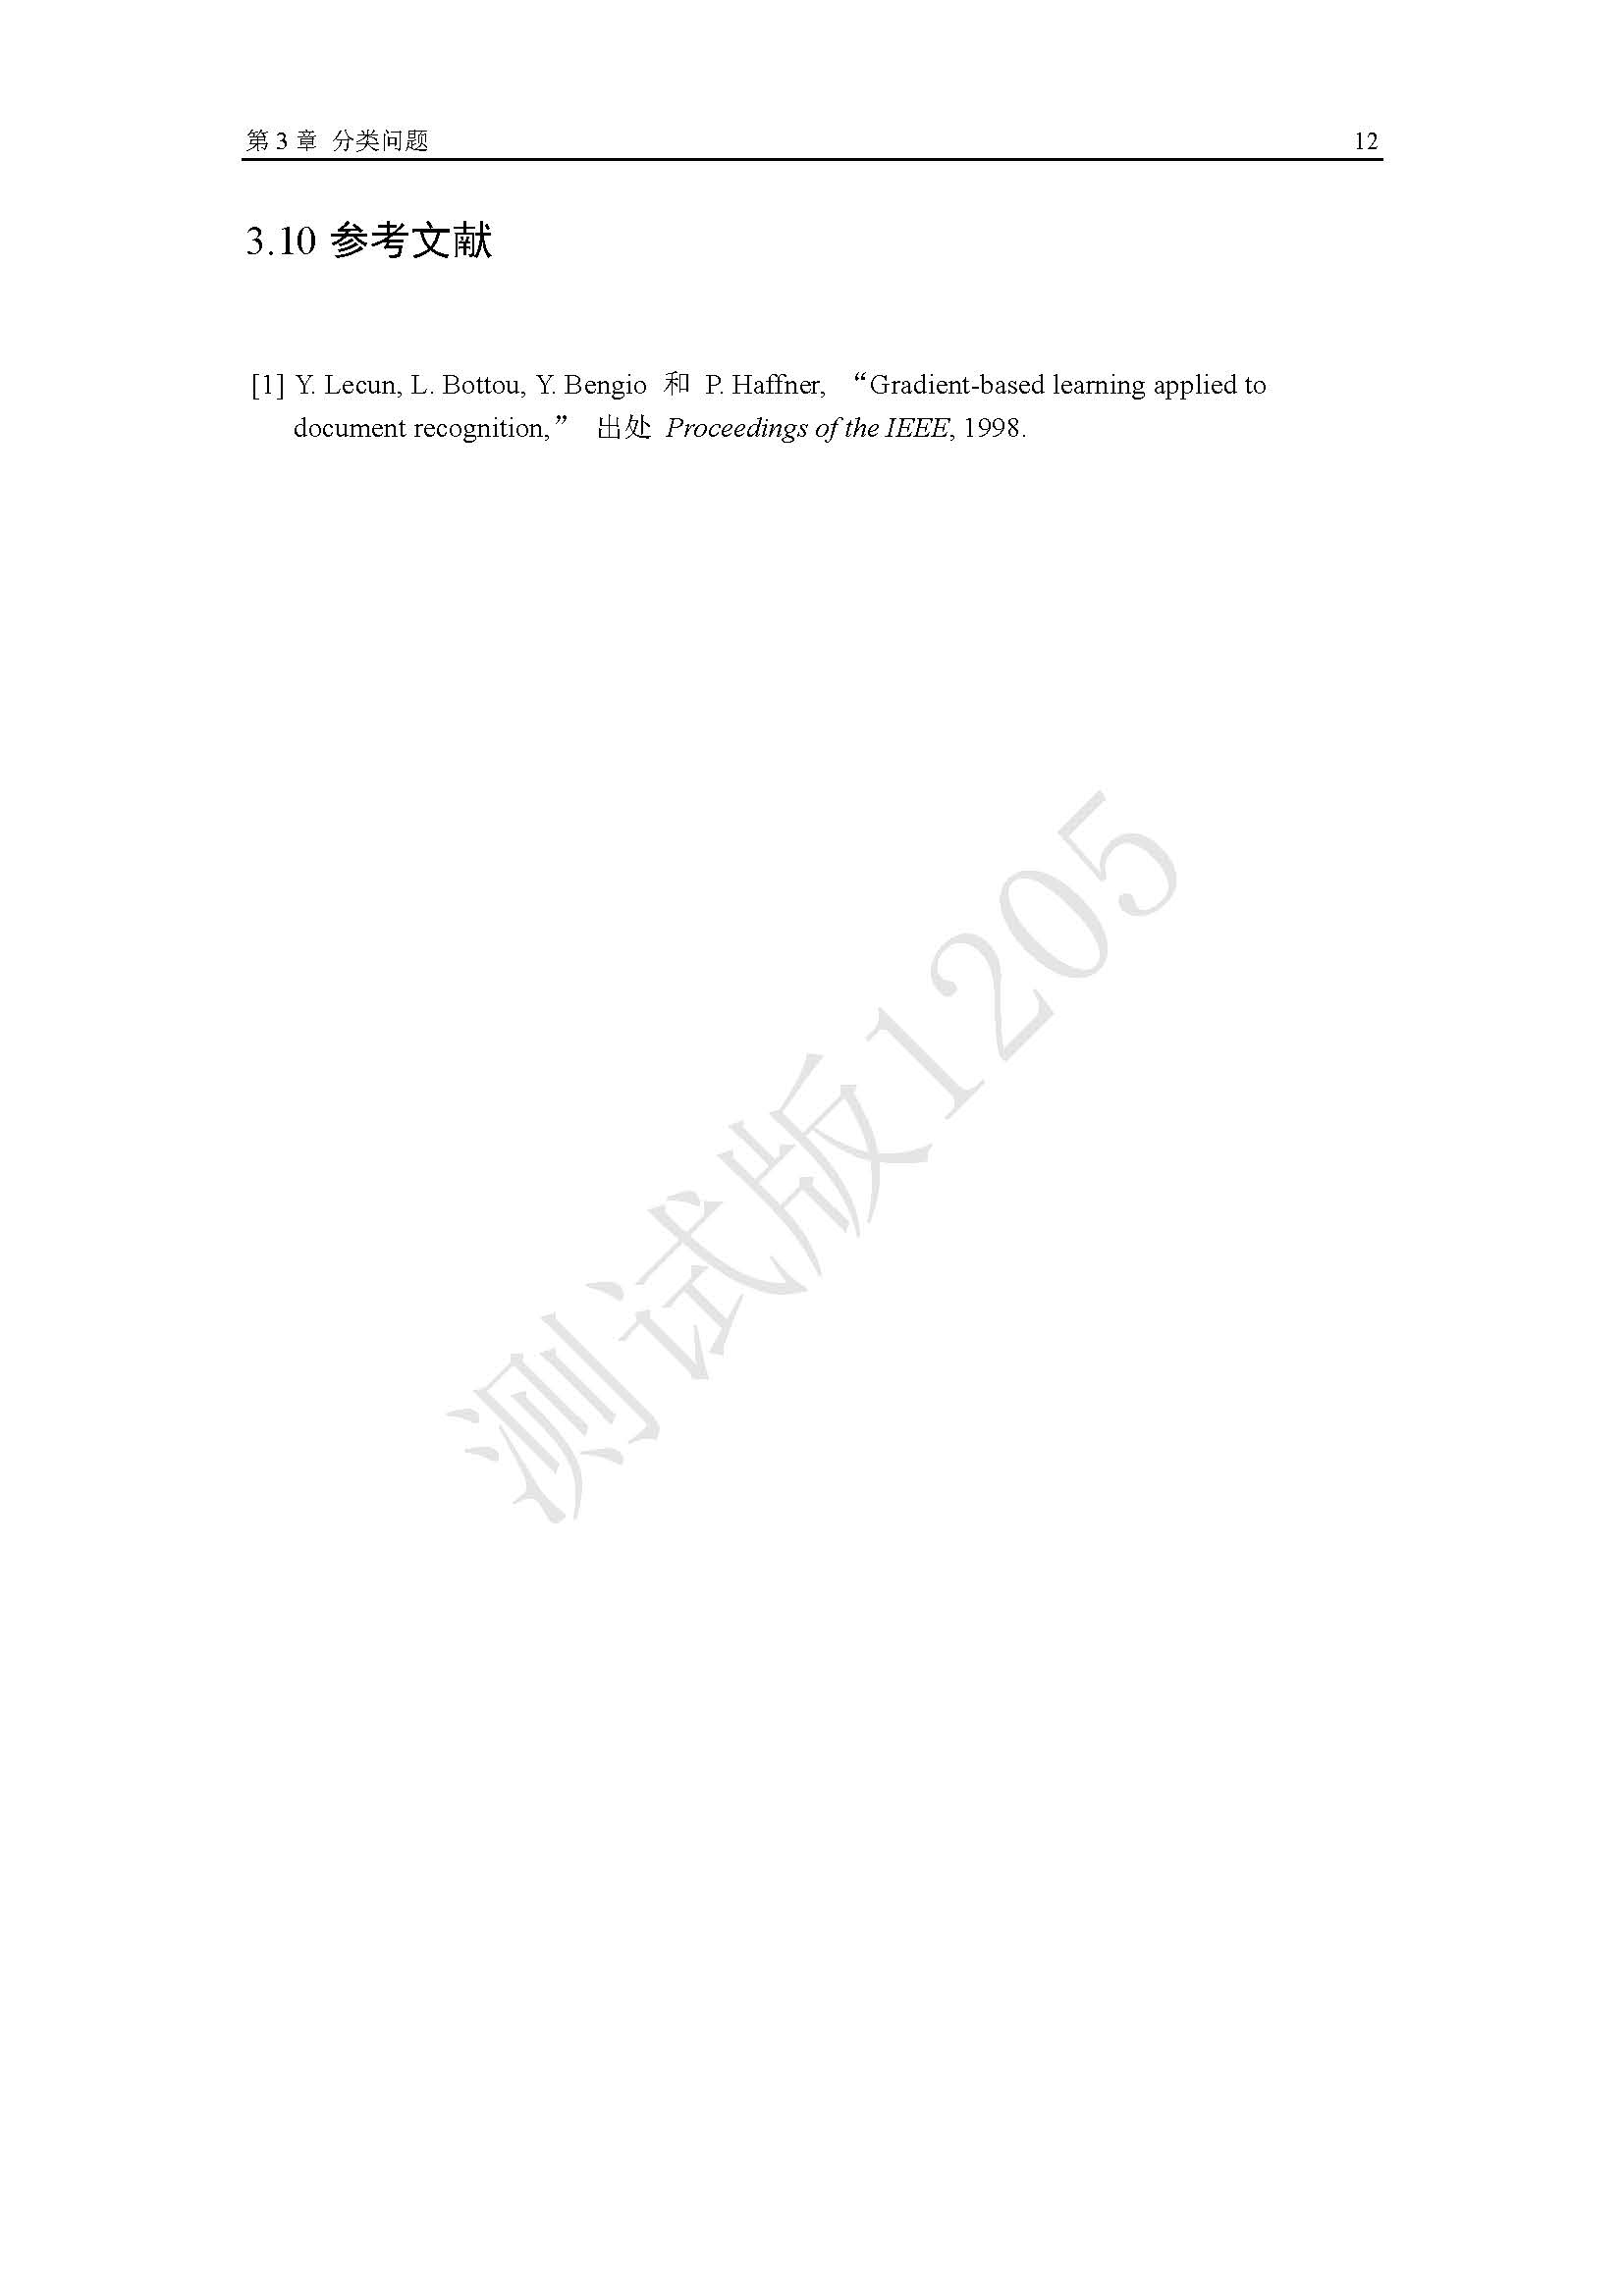 第 3 章 分类问题 12
3.10 参考文献
[1] Y. Lecun, L. Bottou, Y. Bengio 和 P. Haffner, “Gradient-based learning applied to
document recognition,” 出处 Proceedings of the IEEE, 1998.
测试版1205